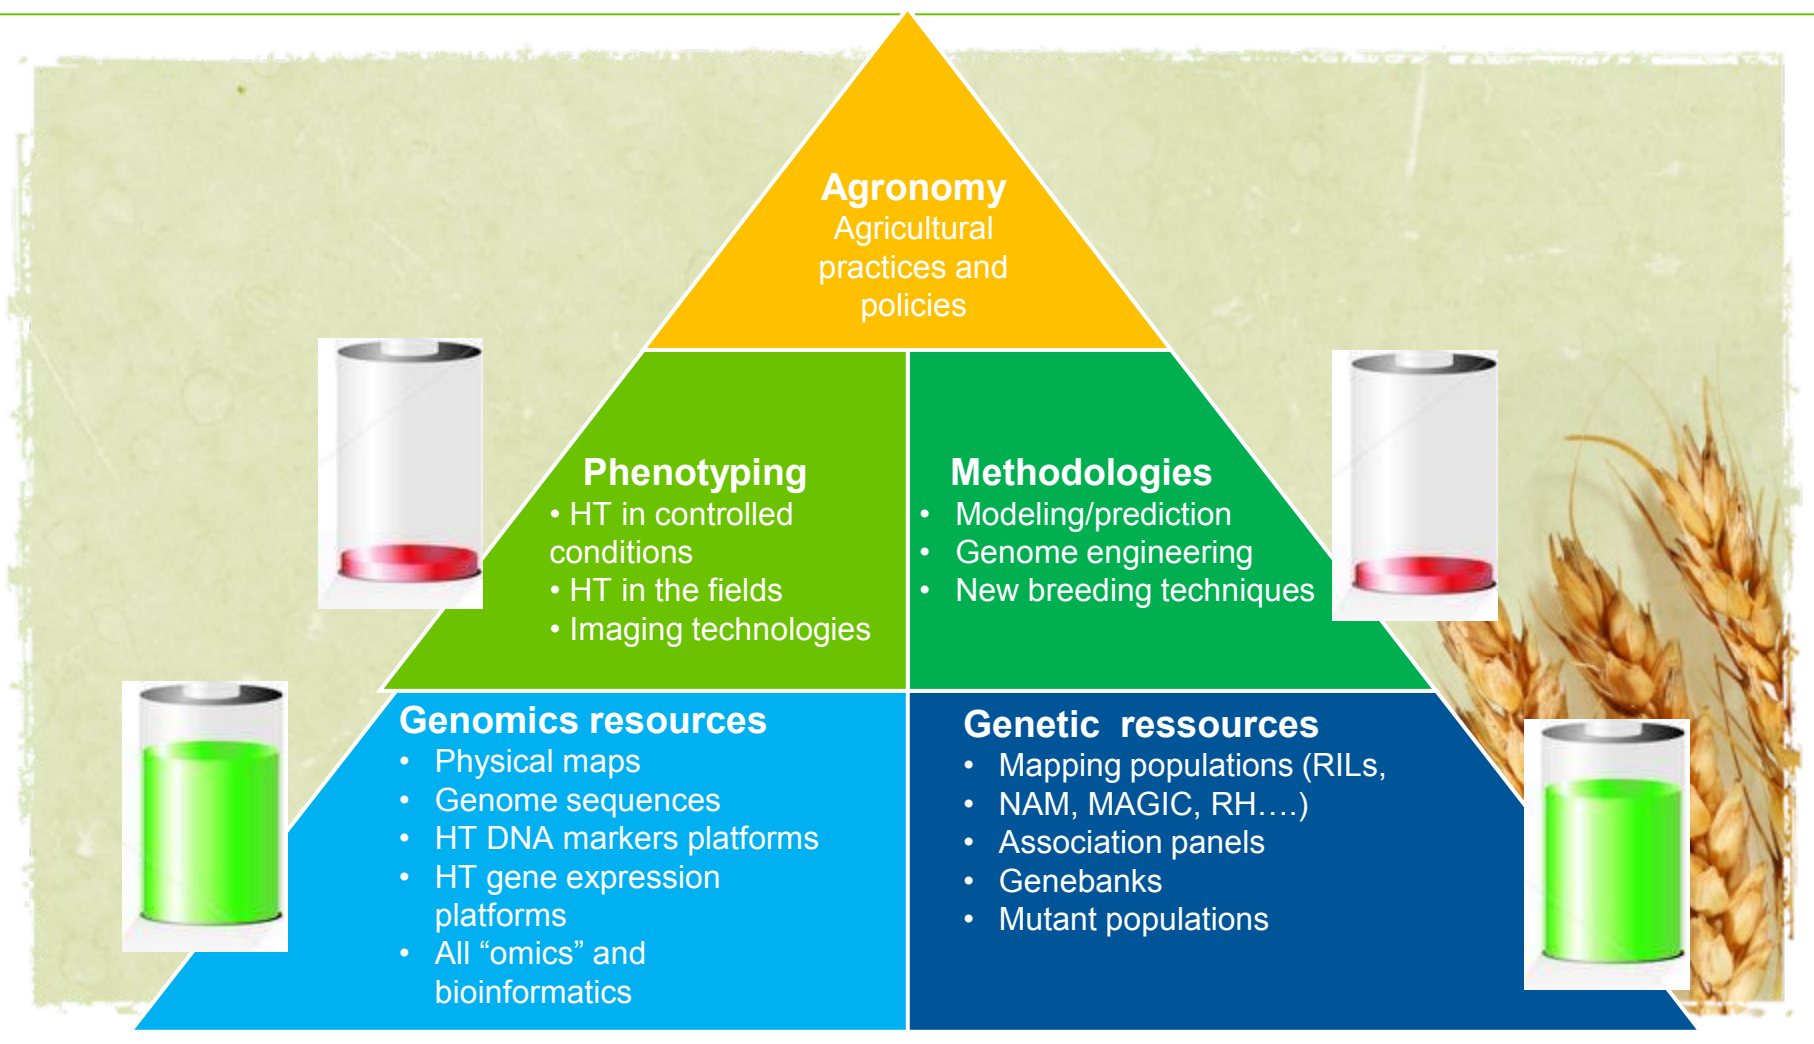 Agronomy
Agricultural
practices and
policies
Phenotyping
• HT in controlled
conditions
• HT in the fields
• Imaging technologies
Methodologies
• Modeling/prediction
• Genome engineering
• New breeding techniques
Genomics resources
• Physical maps
• Genome sequences
• HT DNA markers platforms
• HT gene expression
platforms
• All “omics” and
bioinformatics
Genetic ressources
• Mapping populations (RILs,
• NAM, MAGIC, RH….)
• Association panels
• Genebanks
• Mutant populations